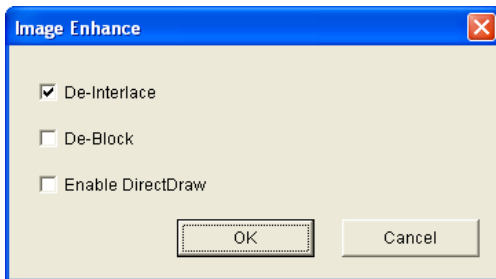 Image Enhance
De-Interlace
De-Block
Enable DirectDraw
OK Cancel